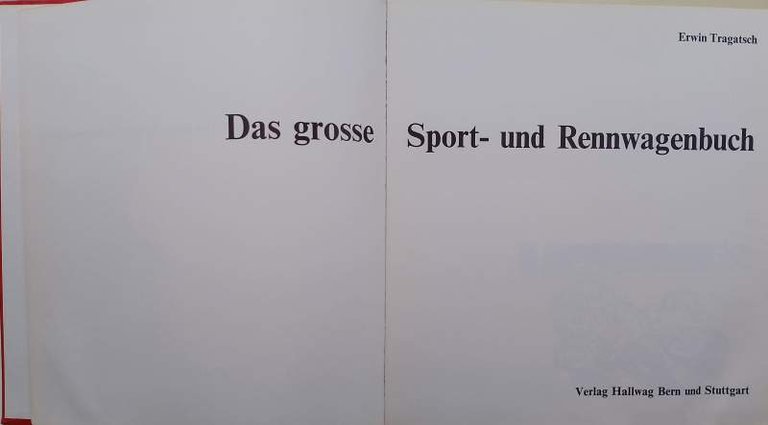 Erwin Tragatsch
Das grosse Sport- und Rennwagenbuch
Verlag Hallwag Bern und Stuttgart